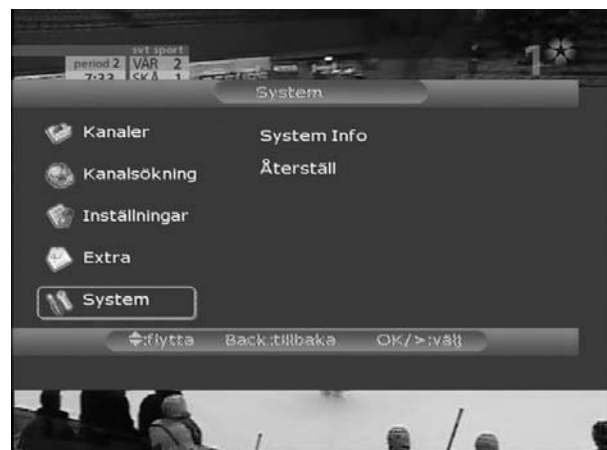 svt sport
period 2 VÄR 2
7:33 SKÅ 1
1
System
Kanaler
System Info
Kanalsökning
Återställ
Inställningar
Extra
System
:flytta Back:tillbaka OK/>:välj